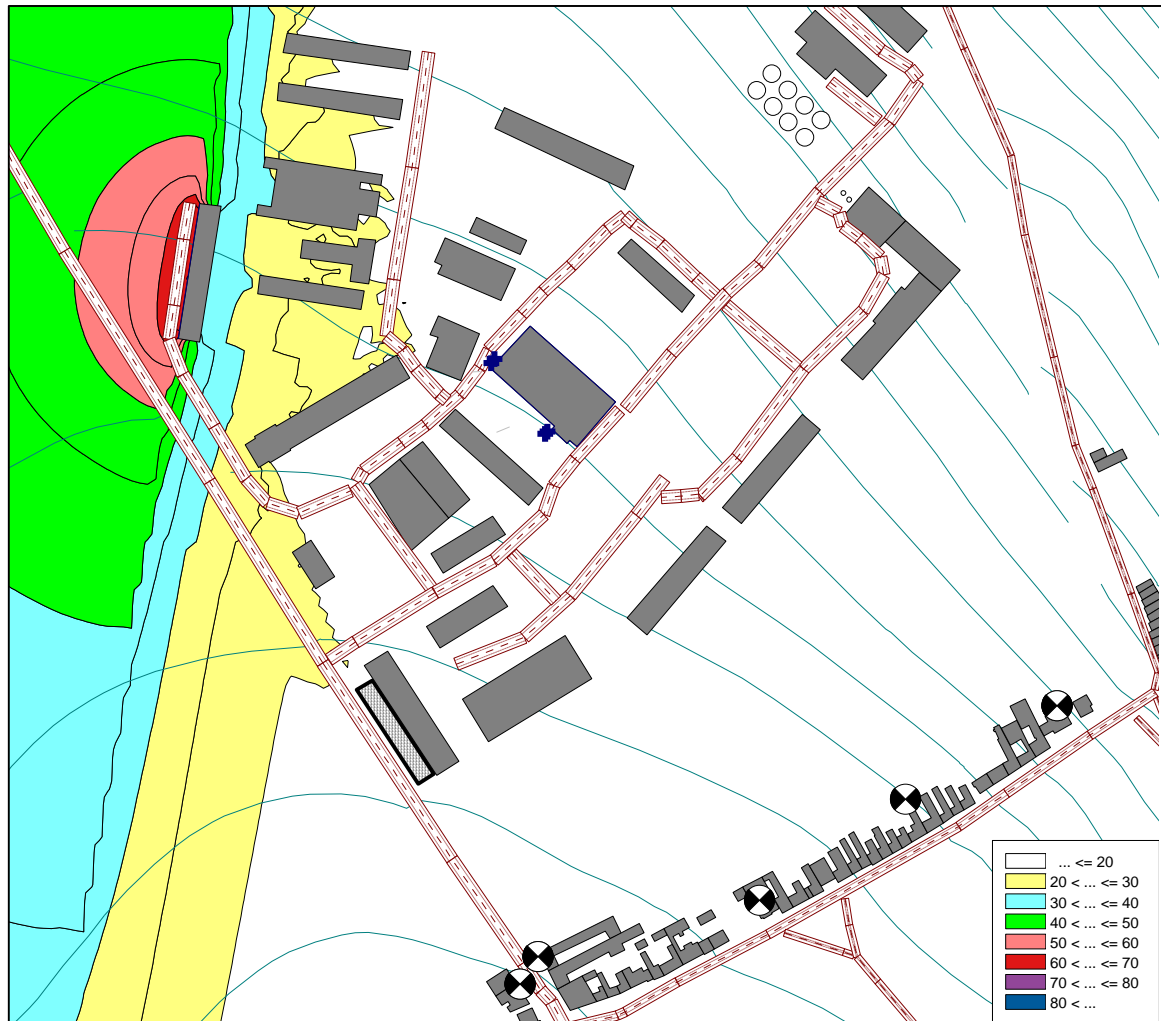 ... <= 20
20 < ... <= 30
30 < ... <= 40
40 < ... <= 50
50 < ... <= 60
60 < ... <= 70
70 < ... <= 80
80 < ...